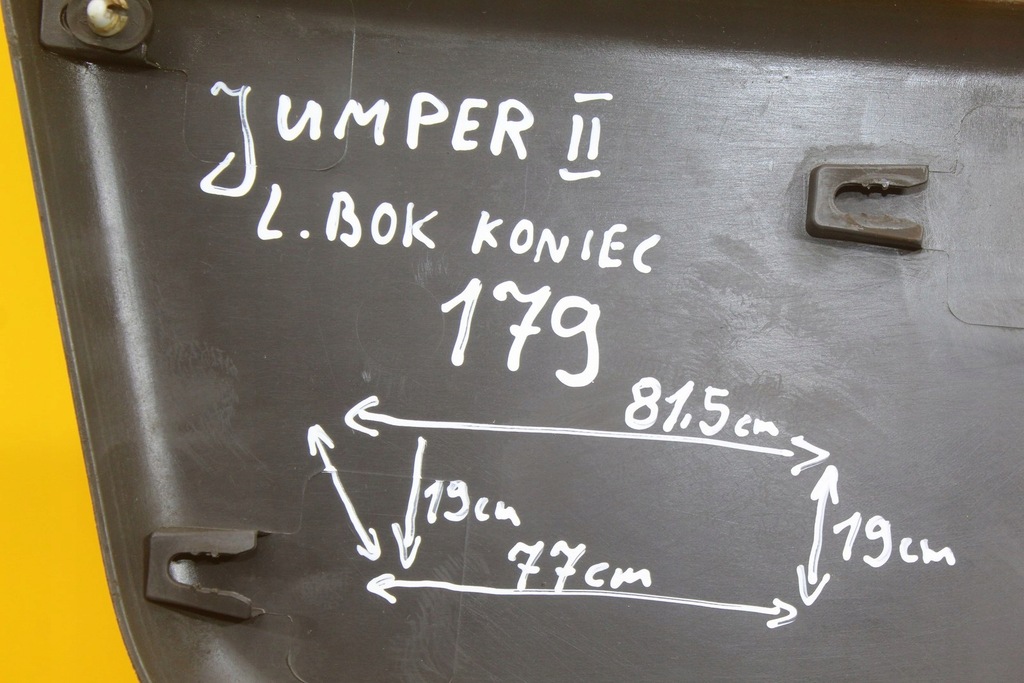 JUMPER II
L.BOK KONIEC
179
81,5cm
19cm
19cm
77cm